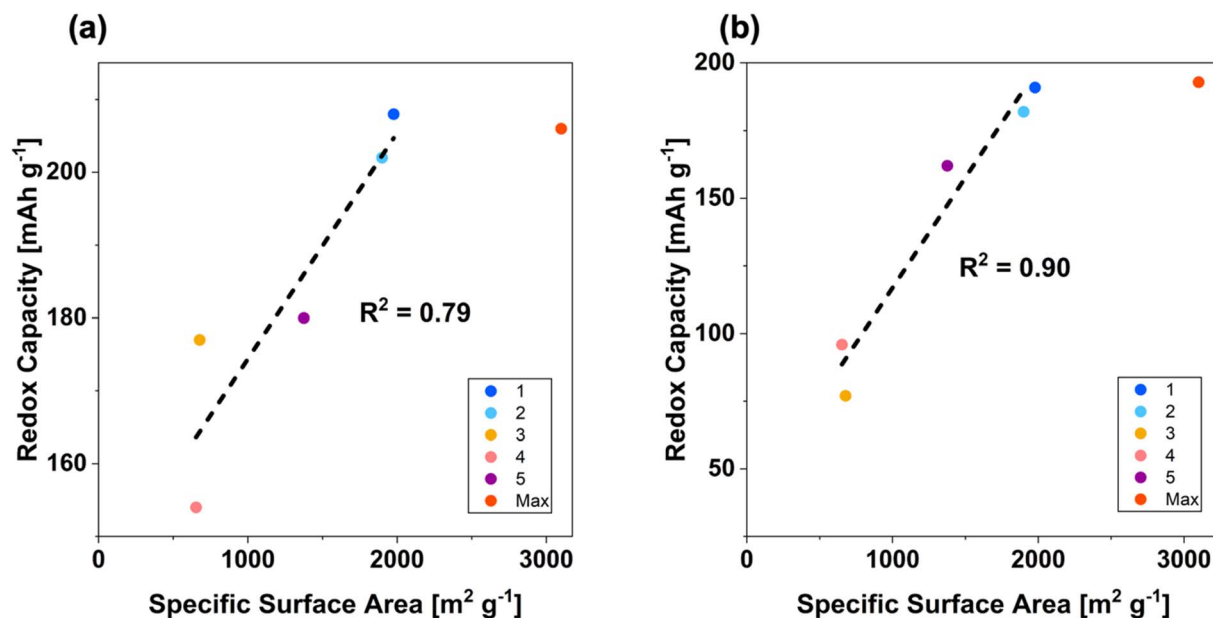 (a)
Redox Capacity [mAh g⁻¹]
200
180
160
R² = 0.79
1
2
3
4
5
Max
0
1000
2000
3000
Specific Surface Area [m² g⁻¹]
(b)
Redox Capacity [mAh g⁻¹]
200
150
100
50
R² = 0.90
1
2
3
4
5
Max
0
1000
2000
3000
Specific Surface Area [m² g⁻¹]